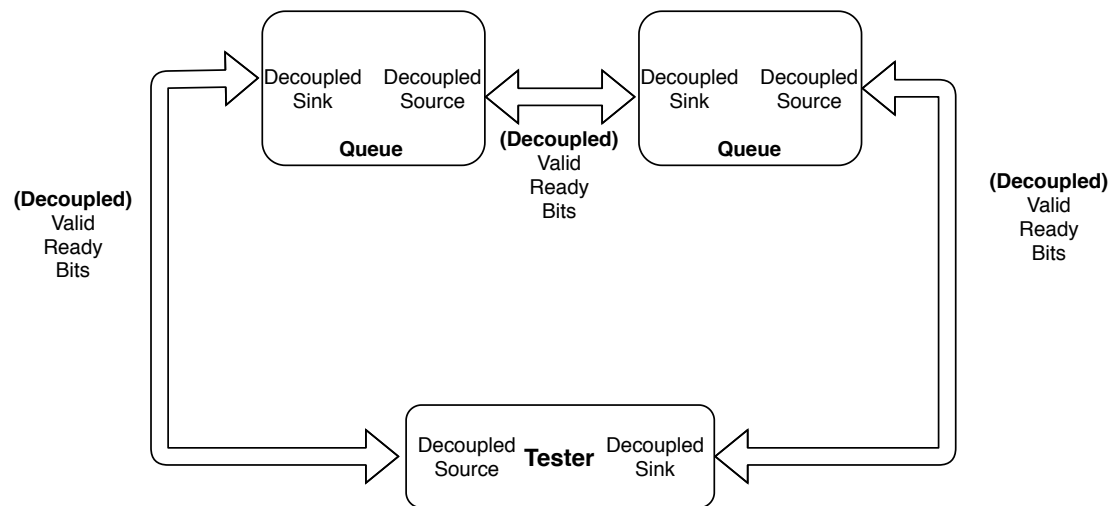 Decoupled
Sink
Decoupled
Source
Queue
(Decoupled)
Valid
Ready
Bits
Decoupled
Sink
Decoupled
Source
Queue
(Decoupled)
Valid
Ready
Bits
(Decoupled)
Valid
Ready
Bits
Decoupled
Source
Tester
Decoupled
Sink